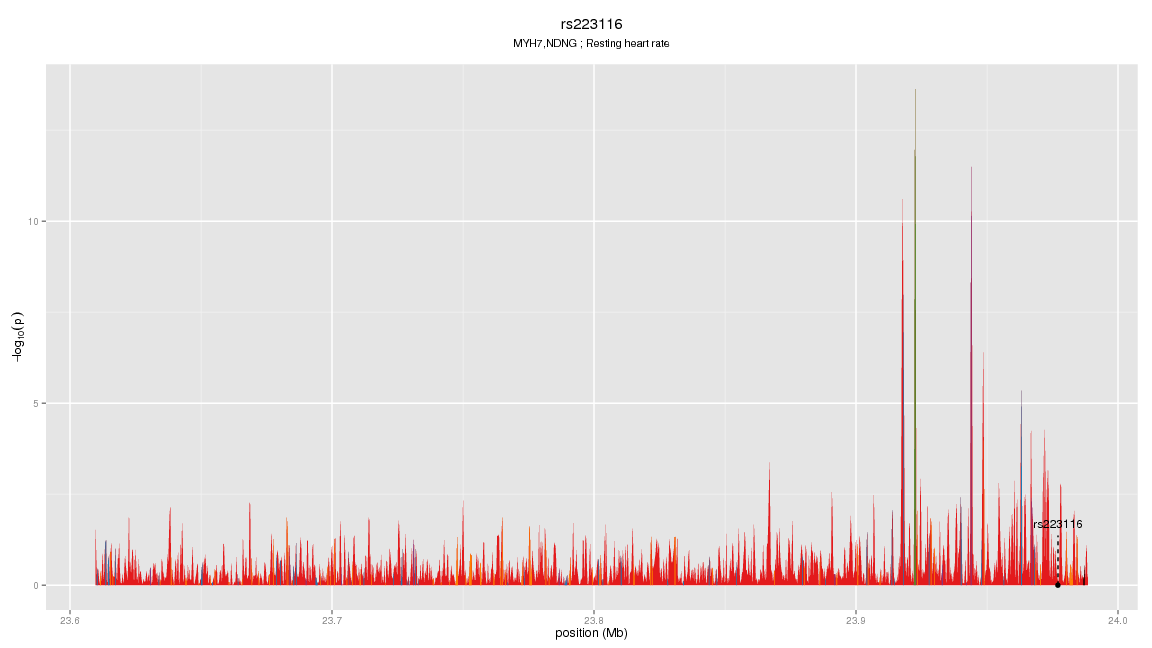 rs223116
MYH7,NDNG ; Resting heart rate
10
5
0
-log10(p)
rs223116
23.6 23.7 23.8 23.9 24.0
position (Mb)